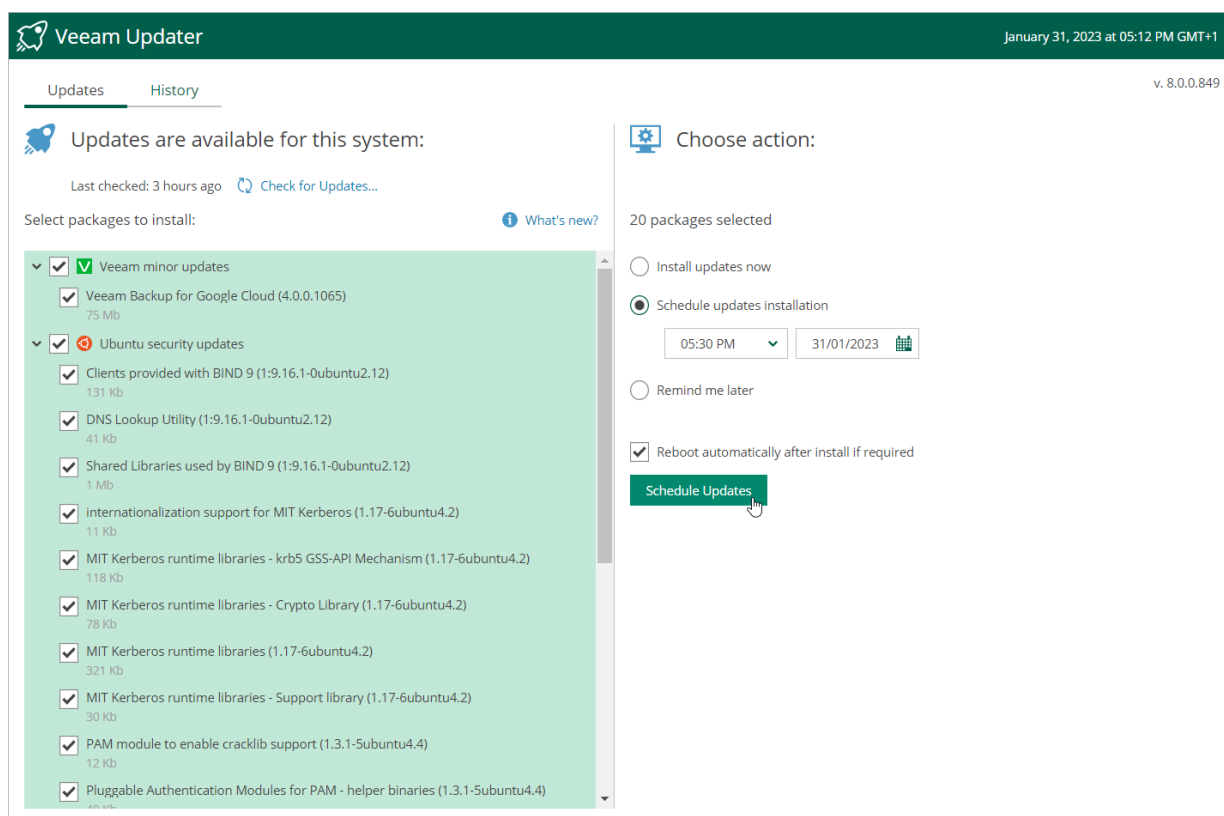 Veeam Updater
January 31, 2023 at 05:12 PM GMT+1
Updates
History
v. 8.0.0.849
Updates are available for this system:
Last checked: 3 hours ago
Check for Updates...
Select packages to install:
What's new?
Veeam minor updates
Veeam Backup for Google Cloud (4.0.0.1065)
75 Mb
Ubuntu security updates
Clients provided with BIND 9 (1:9.16.1-0ubuntu2.12)
131 Kb
DNS Lookup Utility (1:9.16.1-0ubuntu2.12)
41 Kb
Shared Libraries used by BIND 9 (1:9.16.1-0ubuntu2.12)
1 Mb
internationalization support for MIT Kerberos (1.17-6ubuntu4.2)
11 Kb
MIT Kerberos runtime libraries - krb5 GSS-API Mechanism (1.17-6ubuntu4.2)
118 Kb
MIT Kerberos runtime libraries - Crypto Library (1.17-6ubuntu4.2)
78 Kb
MIT Kerberos runtime libraries (1.17-6ubuntu4.2)
321 Kb
MIT Kerberos runtime libraries - Support library (1.17-6ubuntu4.2)
30 Kb
PAM module to enable cracklib support (1.3.1-5ubuntu4.4)
12 Kb
Pluggable Authentication Modules for PAM - helper binaries (1.3.1-5ubuntu4.4)
Choose action:
20 packages selected
Install updates now
Schedule updates installation
05:30 PM
31/01/2023
Remind me later
Reboot automatically after install if required
Schedule Updates